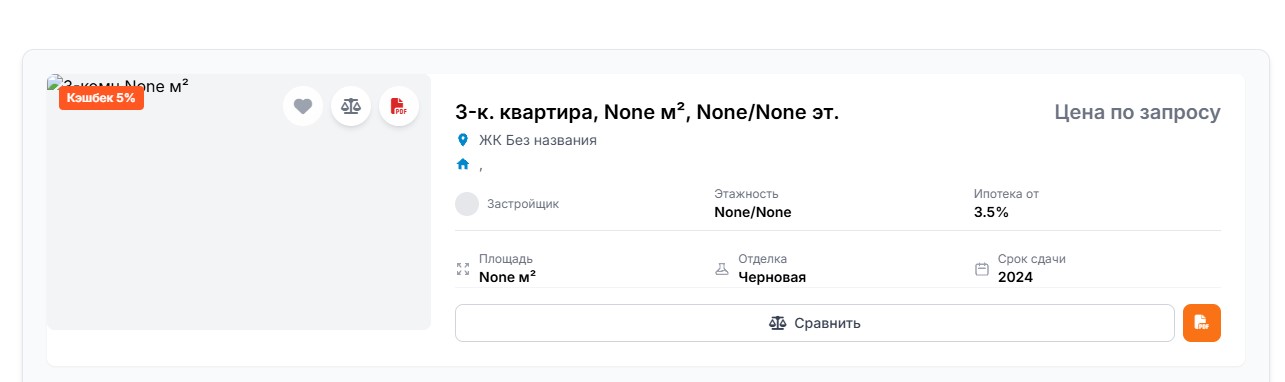 3-комн None м²
Кэшбек 5%
PDF
3-к. квартира, None м², None/None эт.
Цена по запросу
ЖК Без названия
,
Застройщик
Этажность
None/None
Ипотека от
3.5%
Площадь
None м²
Отделка
Черновая
Срок сдачи
2024
Сравнить
PDF